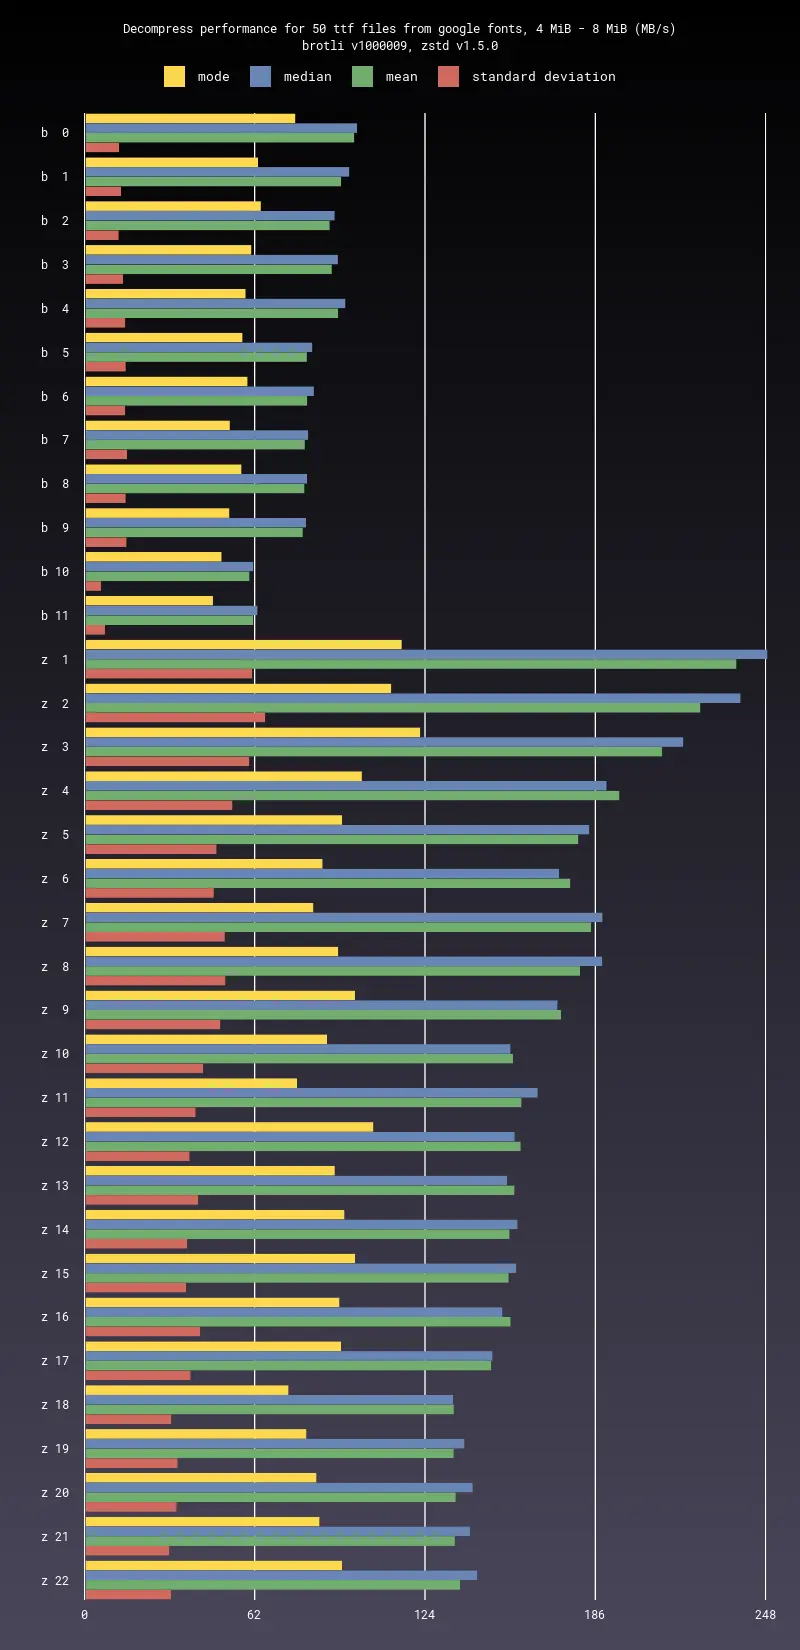 Decompress performance for 50 ttf files from google fonts, 4 MiB - 8 MiB (MB/s)
brotli v1000009, zstd v1.5.0
mode median mean standard deviation
b 0
b 1
b 2
b 3
b 4
b 5
b 6
b 7
b 8
b 9
b 10
b 11
z 1
z 2
z 3
z 4
z 5
z 6
z 7
z 8
z 9
z 10
z 11
z 12
z 13
z 14
z 15
z 16
z 17
z 18
z 19
z 20
z 21
z 22
0 62 124 186 248